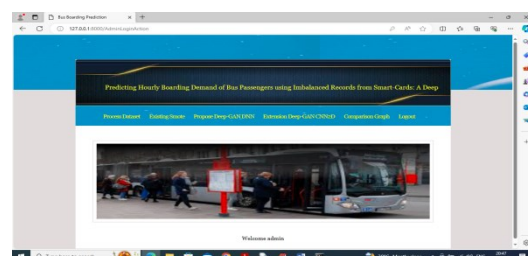 Bus Boarding Prediction
127.0.0.1:8000/AdminLoginAction
Predicting Hourly Boarding Demand of Bus Passengers using Imbalanced Records from Smart-Cards: A Deep
Process Dataset Existing Smote Propose Deep-GAN DNN Extension Deep-GAN CNN2D Comparison Graph Logout
Welcome admin
20:47